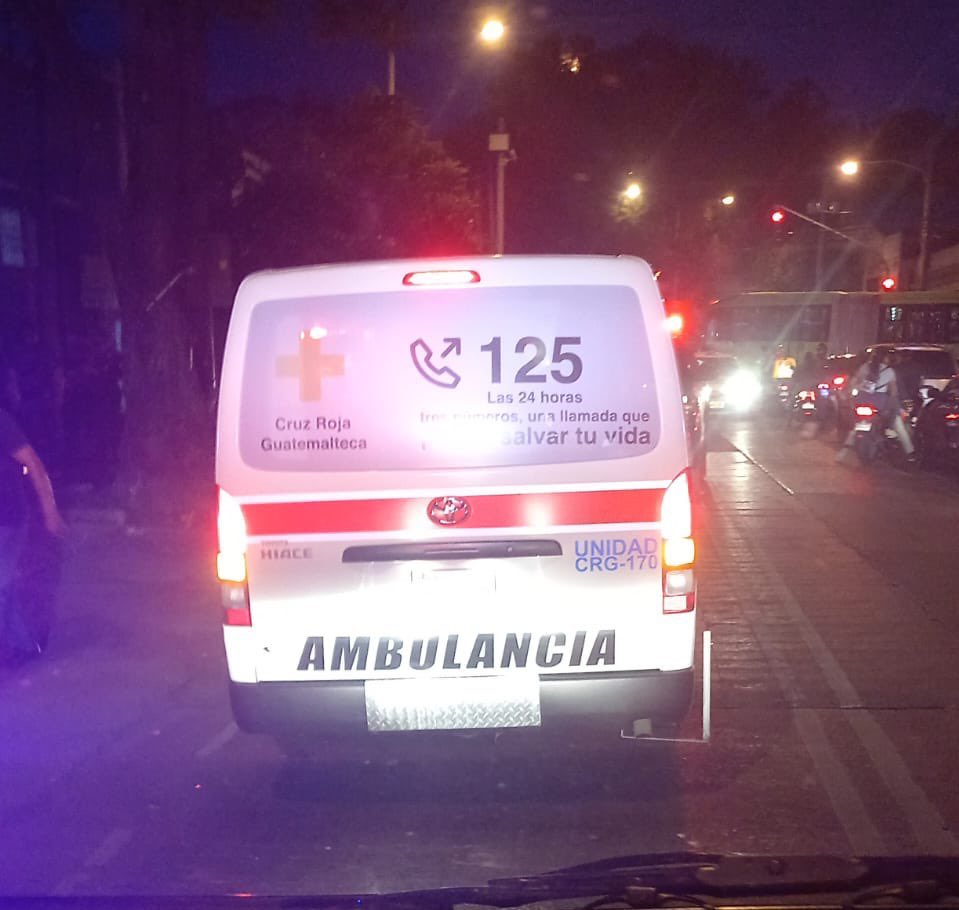 125
Las 24 horas
tres números, una llamada que
salvar tu vida
Cruz Roja
Guatemalteca
HIACE
UNIDAD
CRG-170
AMBULANCIA